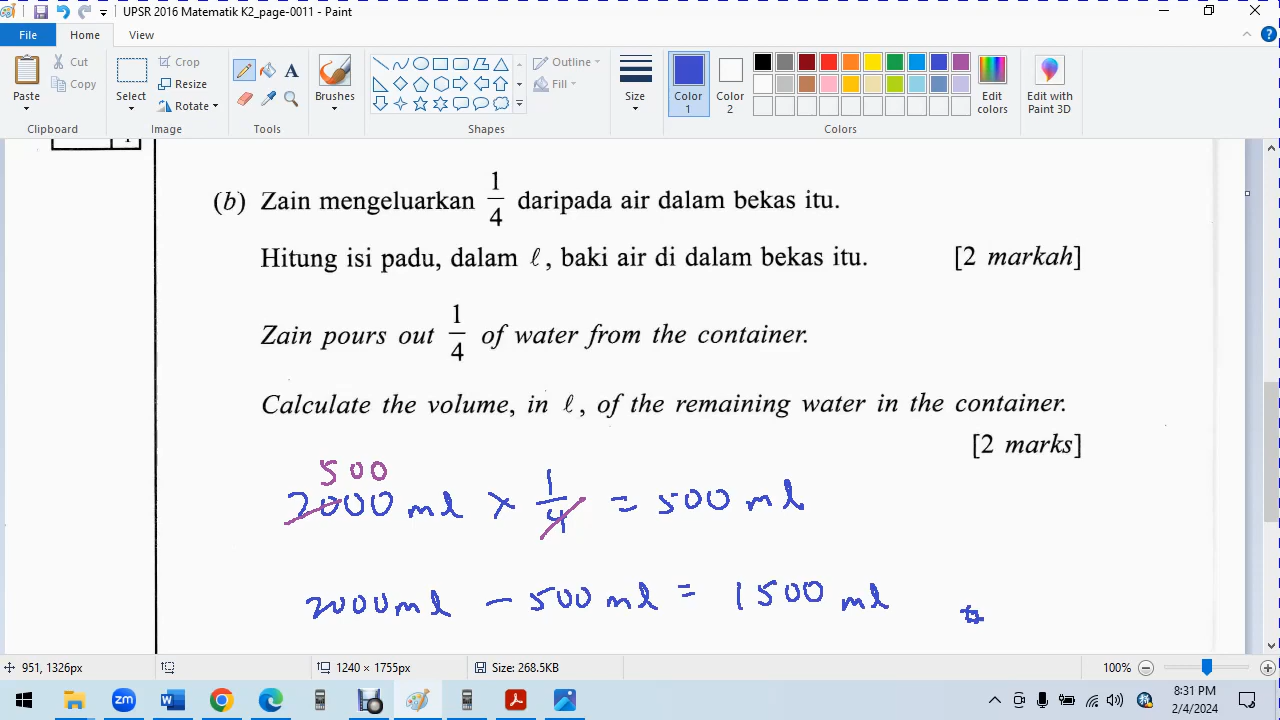 UPSR 2016 Matematik K2_page-0011 - Paint
File Home View
Paste Cut Copy Clipboard
Select Crop Resize Rotate Image
Tools
Brushes
Outline Fill Shapes
Size
Color 1 Color 2 Edit colors Colors
Edit with Paint 3D
(b) Zain mengeluarkan 1/4 daripada air dalam bekas itu.
Hitung isi padu, dalam ℓ, baki air di dalam bekas itu. [2 markah]
Zain pours out 1/4 of water from the container.
Calculate the volume, in ℓ, of the remaining water in the container.
[2 marks]
500
2000 ml × 1/4 = 500 ml
2000 ml - 500 ml = 1500 ml
951, 1326px 1240 × 1755px Size: 268.5KB 100%
8:31 PM
2/4/2024